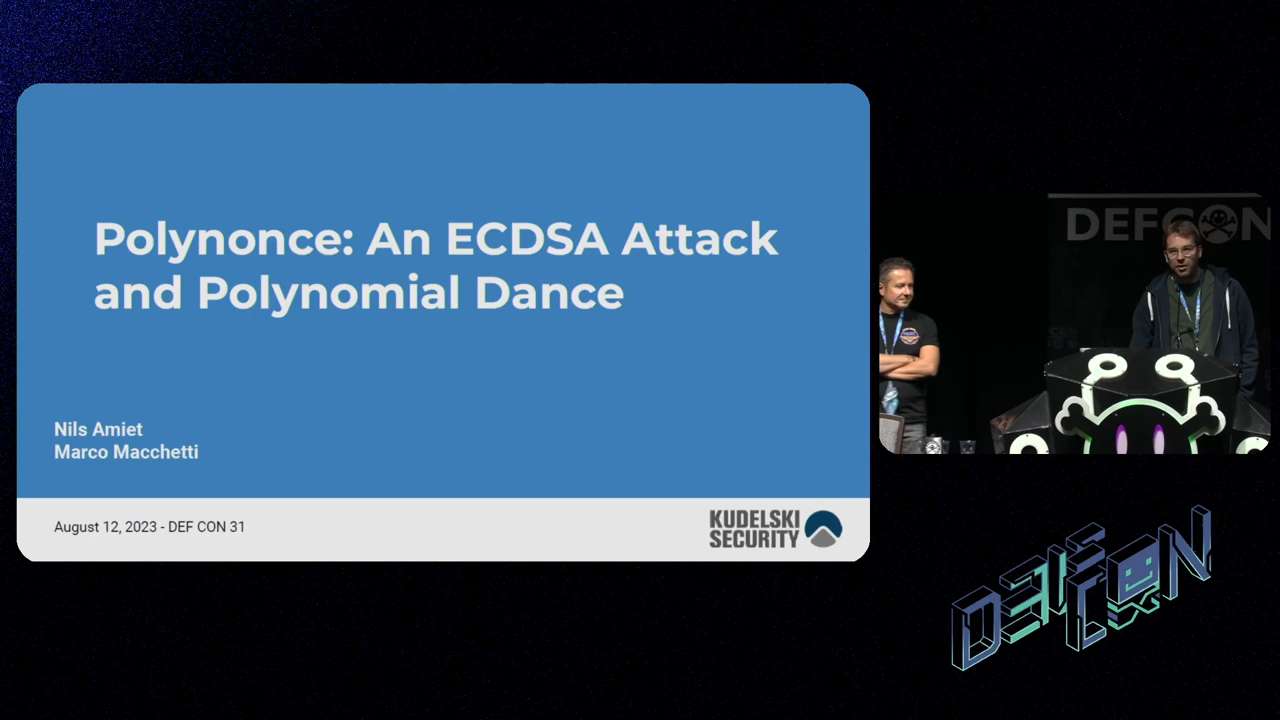 Polynonce: An ECDSA Attack
and Polynomial Dance
Nils Amiet
Marco Macchetti
August 12, 2023 - DEF CON 31
KUDELSKI
SECURITY
DEFCON
DEFCON